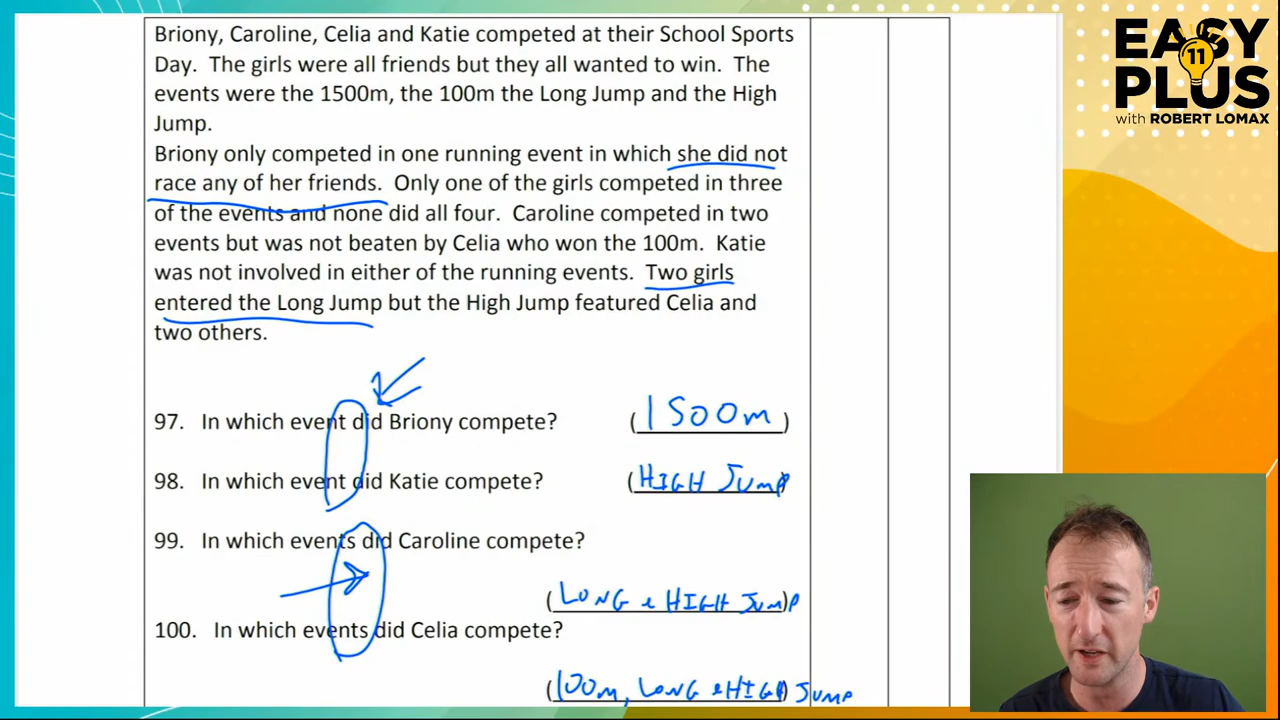 Briony, Caroline, Celia and Katie competed at their School Sports
Day. The girls were all friends but they all wanted to win. The
events were the 1500m, the 100m the Long Jump and the High
Jump.
Briony only competed in one running event in which she did not
race any of her friends. Only one of the girls competed in three
of the events and none did all four. Caroline competed in two
events but was not beaten by Celia who won the 100m. Katie
was not involved in either of the running events. Two girls
entered the Long Jump but the High Jump featured Celia and
two others.
97. In which event did Briony compete? (1500m)
98. In which event did Katie compete? (HIGH JUMP)
99. In which events did Caroline compete?
(LONG & HIGH JUMP)
100. In which events did Celia compete?
(100m, LONG & HIGH) JUMP
EASY
11
PLUS
with ROBERT LOMAX